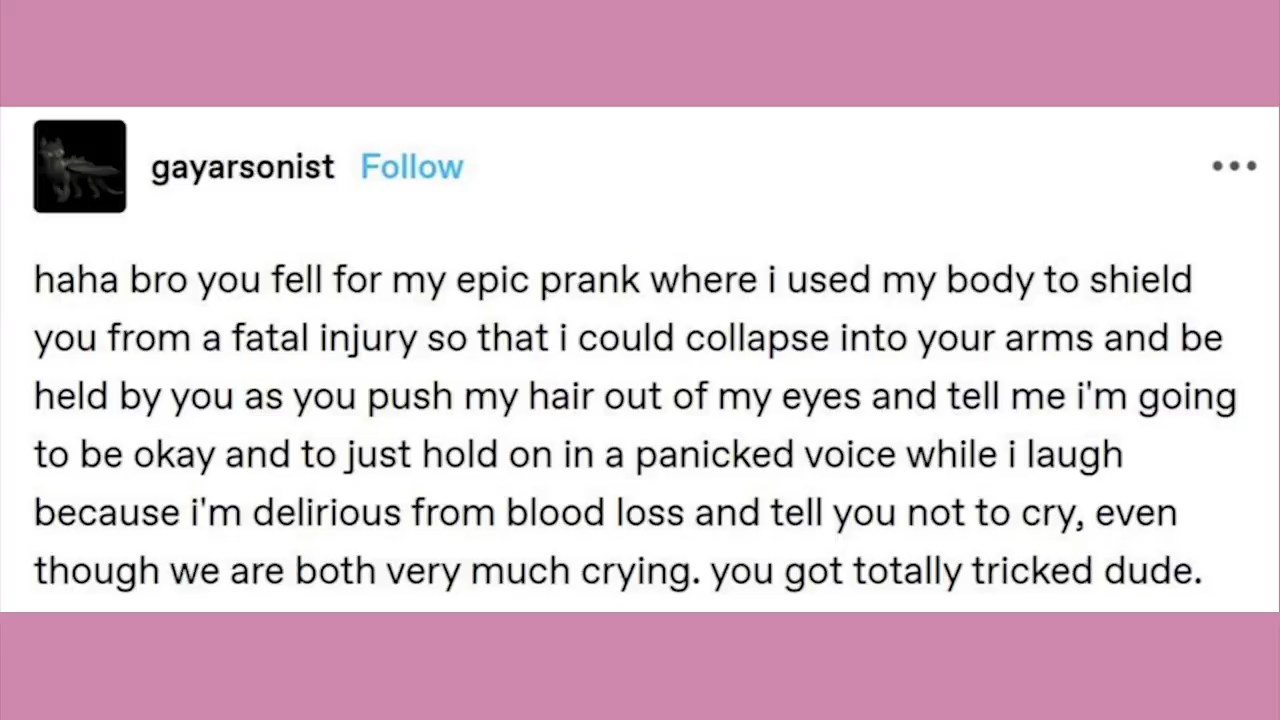 gayarsonist Follow
haha bro you fell for my epic prank where i used my body to shield
you from a fatal injury so that i could collapse into your arms and be
held by you as you push my hair out of my eyes and tell me i'm going
to be okay and to just hold on in a panicked voice while i laugh
because i'm delirious from blood loss and tell you not to cry, even
though we are both very much crying. you got totally tricked dude.